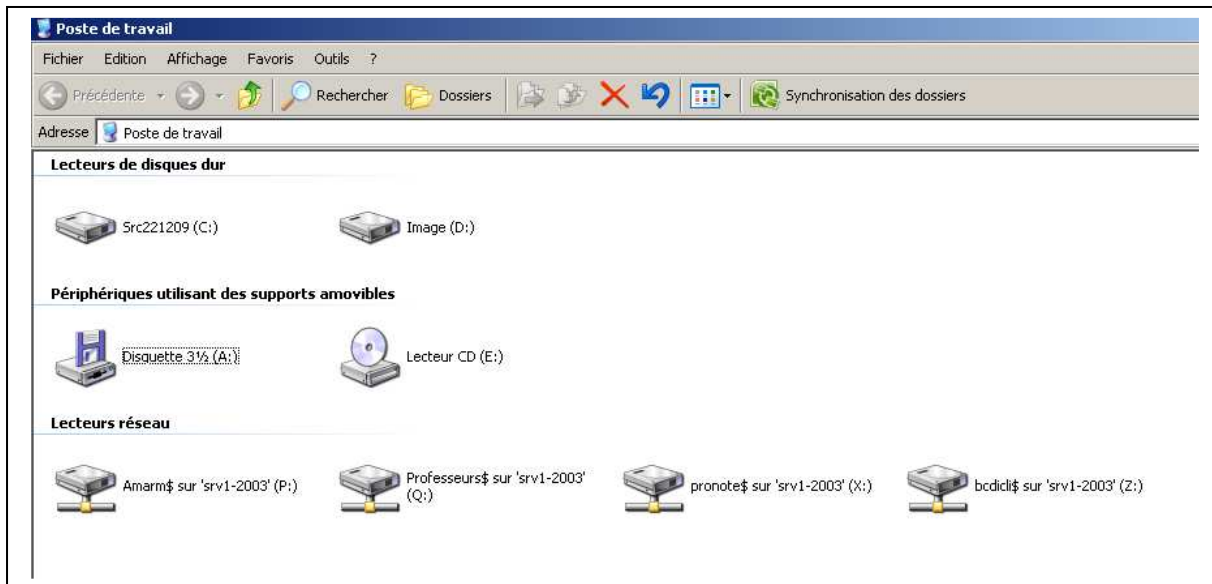 Poste de travail
Fichier Edition Affichage Favoris Outils ?
Précédente Rechercher Dossiers Synchronisation des dossiers
Adresse Poste de travail
Lecteurs de disques dur
Src221209 (C:) Image (D:)
Périphériques utilisant des supports amovibles
Disquette 3½ (A:) Lecteur CD (E:)
Lecteurs réseau
Amarm$ sur 'srv1-2003' (P:)
Professeurs$ sur 'srv1-2003'
(Q:)
pronote$ sur 'srv1-2003' (X:)
bcdicli$ sur 'srv1-2003' (Z:)